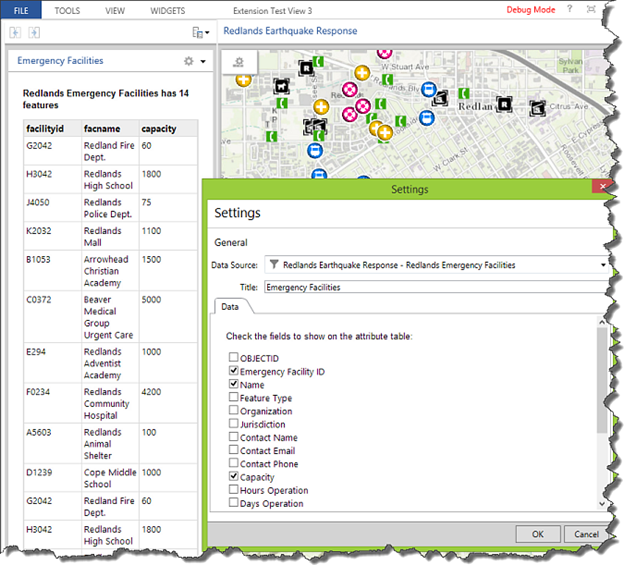 FILE TOOLS VIEW WIDGETS Extension Test View 3 Debug Mode ?
Emergency Facilities
Redlands Emergency Facilities has 14
features
facilityid facname capacity
G2042 Redland Fire 60
Dept.
H3042 Redlands 1800
High School
J4050 Redlands 75
Police Dept.
K2032 Redlands 1100
Mall
B1053 Arrowhead 1500
Christian
Academy
C0372 Beaver 5000
Medical
Group
Urgent Care
E294 Redlands 1000
Adventist
Academy
F0234 Redlands 4200
Community
Hospital
A5603 Redlands 100
Animal
Shelter
D1239 Cope Middle 1000
School
G2042 Redland Fire 60
Dept.
H3042 Redlands 1800
High School
Redlands Earthquake Response
W Stuart Ave
Sylvan
Park
Redlands Blvd
Redlands
Citrus Ave
E Cypress
W Clark St
Roosevelt
Settings
Settings
General
Data Source: Redlands Earthquake Response - Redlands Emergency Facilities
Title: Emergency Facilities
Data
Check the fields to show on the attribute table:
OBJECTID
Emergency Facility ID
Name
Feature Type
Organization
Jurisdiction
Contact Name
Contact Email
Contact Phone
Capacity
Hours Operation
Days Operation
OK Cancel